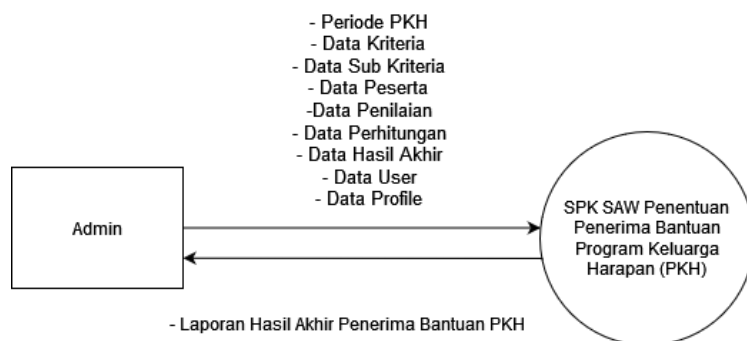 - Periode PKH
- Data Kriteria
- Data Sub Kriteria
- Data Peserta
-Data Penilaian
- Data Perhitungan
- Data Hasil Akhir
- Data User
- Data Profile
Admin
SPK SAW Penentuan
Penerima Bantuan
Program Keluarga
Harapan (PKH)
- Laporan Hasil Akhir Penerima Bantuan PKH